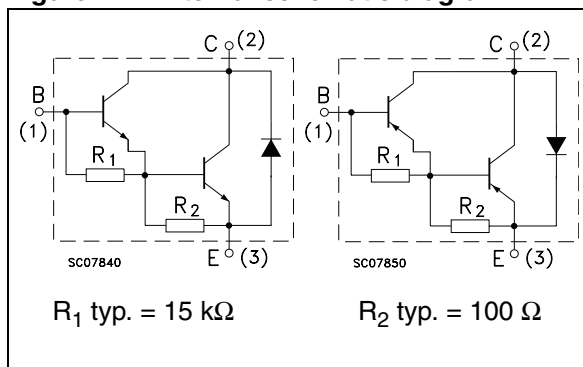 C (2) C (2)
B B
(1) (1)
R1 R1
R2 R2
SC07840 E (3) SC07850 E (3)
R1 typ. = 15 kΩ R2 typ. = 100 Ω